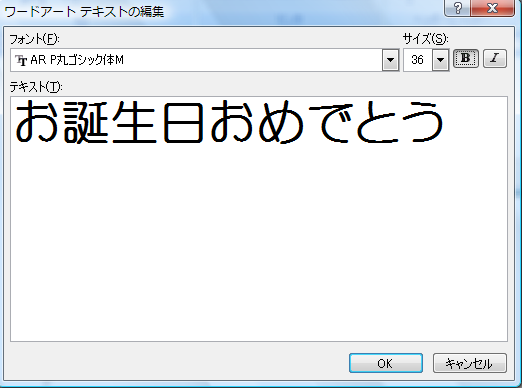 ワードアート テキストの編集
フォント(F):
サイズ(S):
AR P丸ゴシック体M
36
B
I
テキスト(T):
お誕生日おめでとう
OK
キャンセル